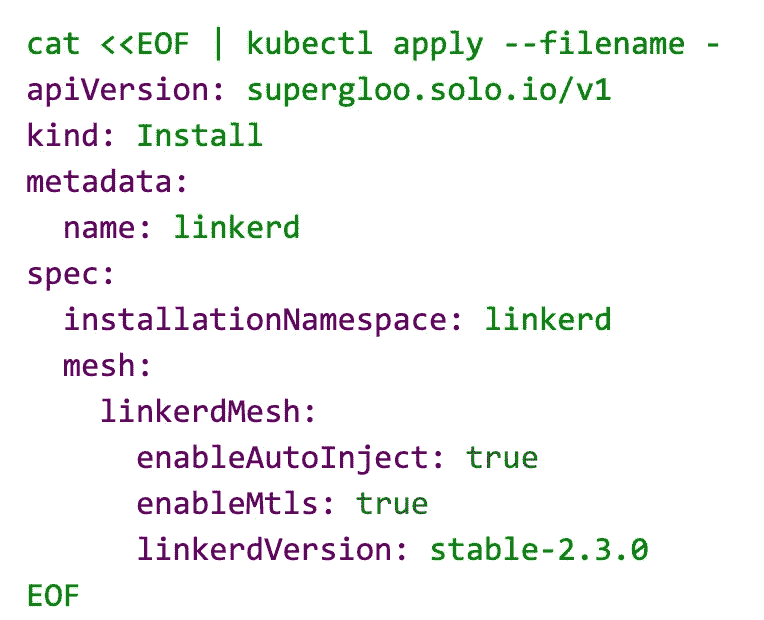 cat <<EOF | kubectl apply --filename -
apiVersion: supergloo.solo.io/v1
kind: Install
metadata:
  name: linkerd
spec:
  installationNamespace: linkerd
  mesh:
    linkerdMesh:
      enableAutoInject: true
      enableMtls: true
      linkerdVersion: stable-2.3.0
EOF